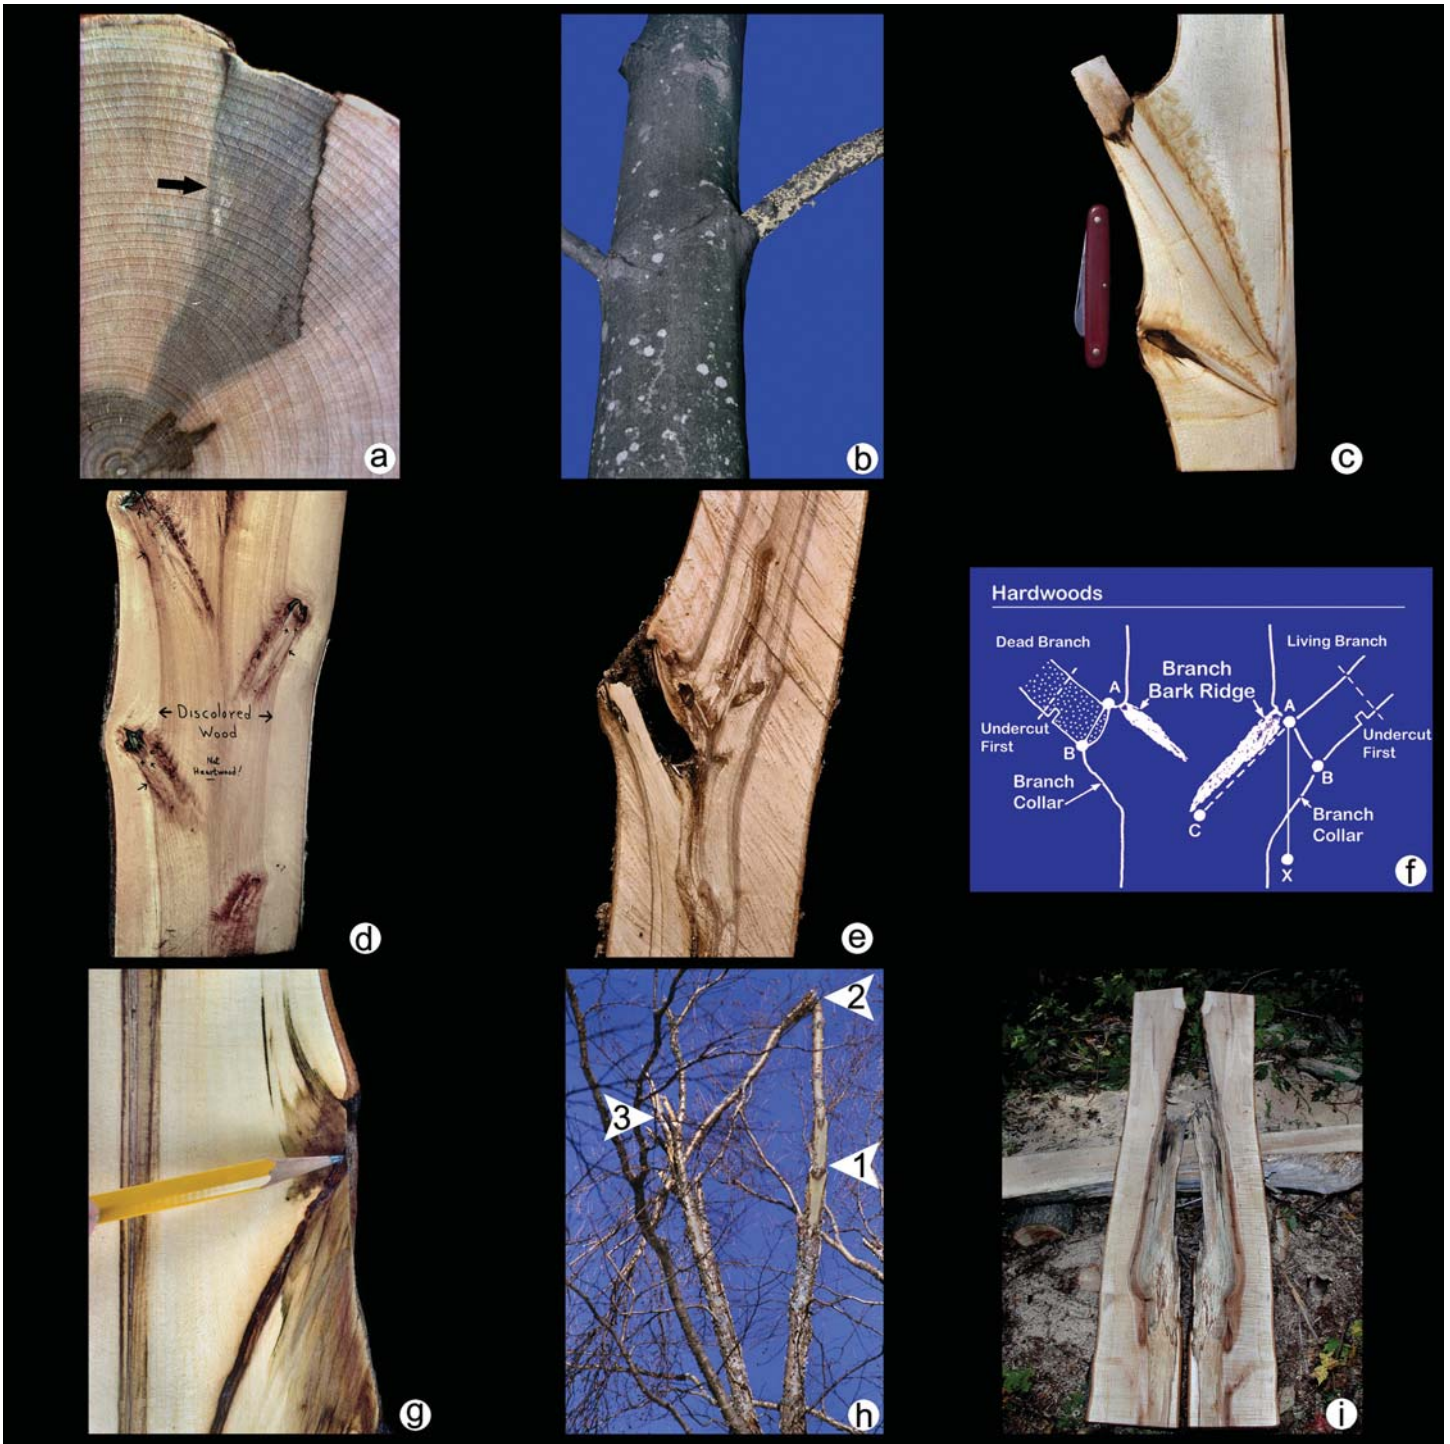 a
b
c
← Discolored →
Wood
Not
Heartwood!
d
e
Hardwoods
Dead Branch
Living Branch
A
Branch
Bark Ridge
A
Undercut
First
Undercut
First
B
B
Branch
Collar
Branch
Collar
C
X
f
g
2
3
1
h
i